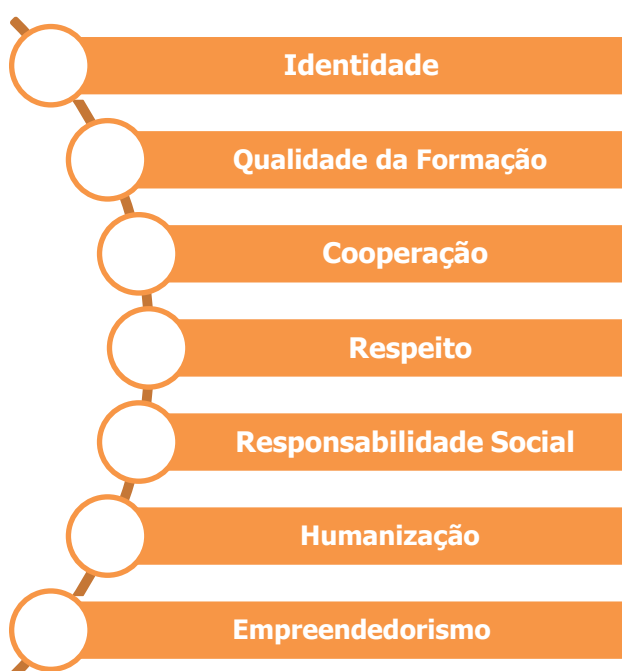 Identidade
Qualidade da Formação
Cooperação
Respeito
Responsabilidade Social
Humanização
Empreendedorismo